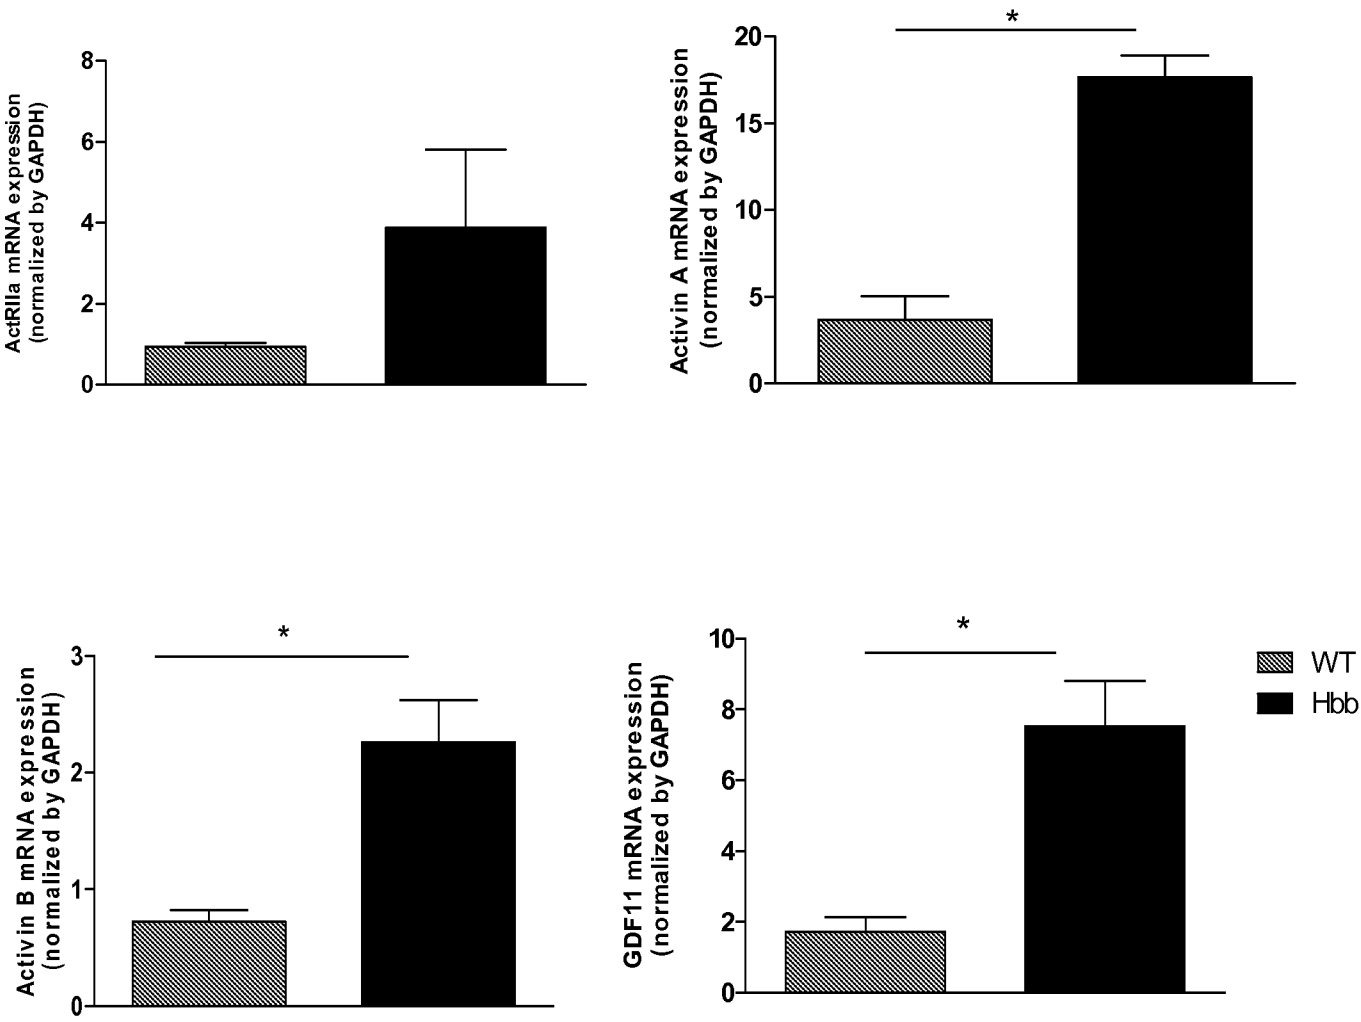 ActRIIa mRNA expression
(normalized by GAPDH)
8
6
4
2
0
*
Activin A mRNA expression
(normalized by GAPDH)
20
15
10
5
0
*
Activin B mRNA expression
(normalized by GAPDH)
3
2
1
0
*
GDF11 mRNA expression
(normalized by GAPDH)
10
8
6
4
2
0
WT
Hbb